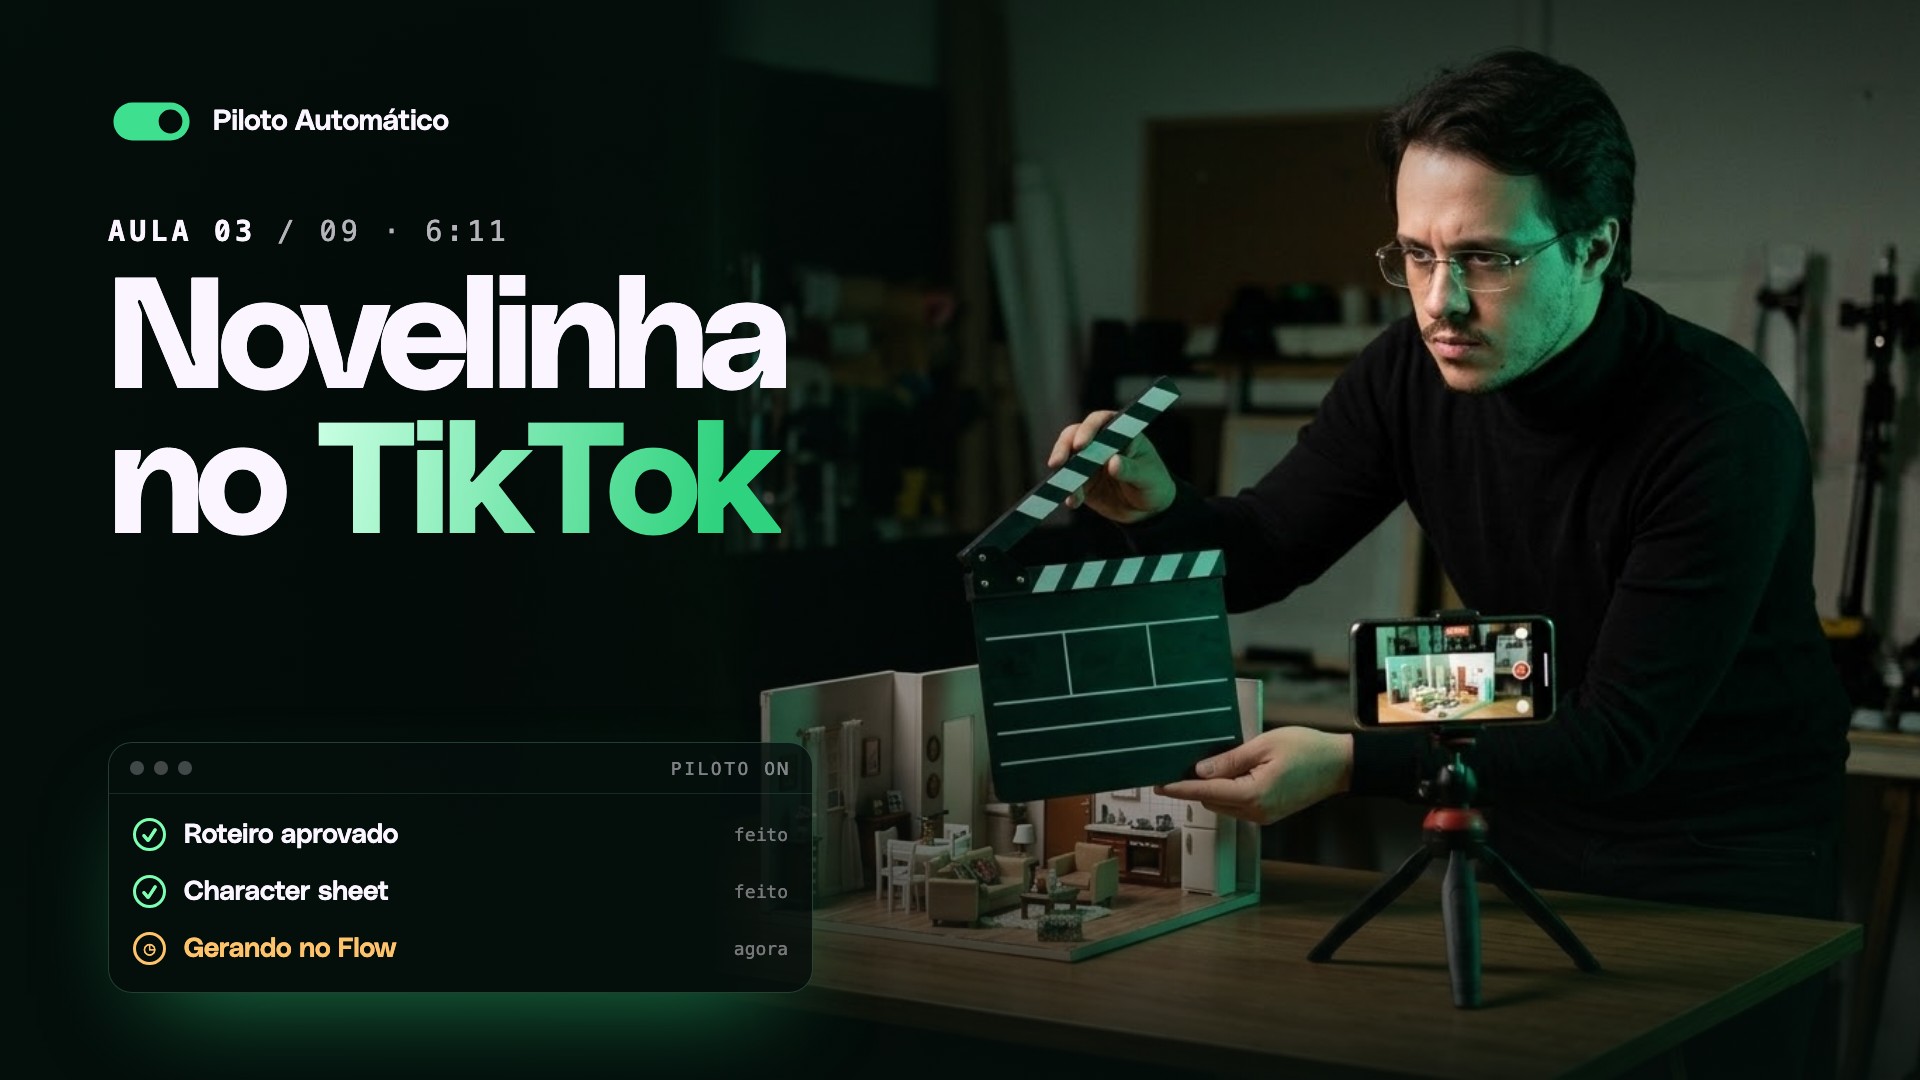 Piloto Automático
AULA 03 / 09 · 6:11
Novelinha
no TikTok
PILOTO ON
Roteiro aprovado feito
Character sheet feito
Gerando no Flow agora